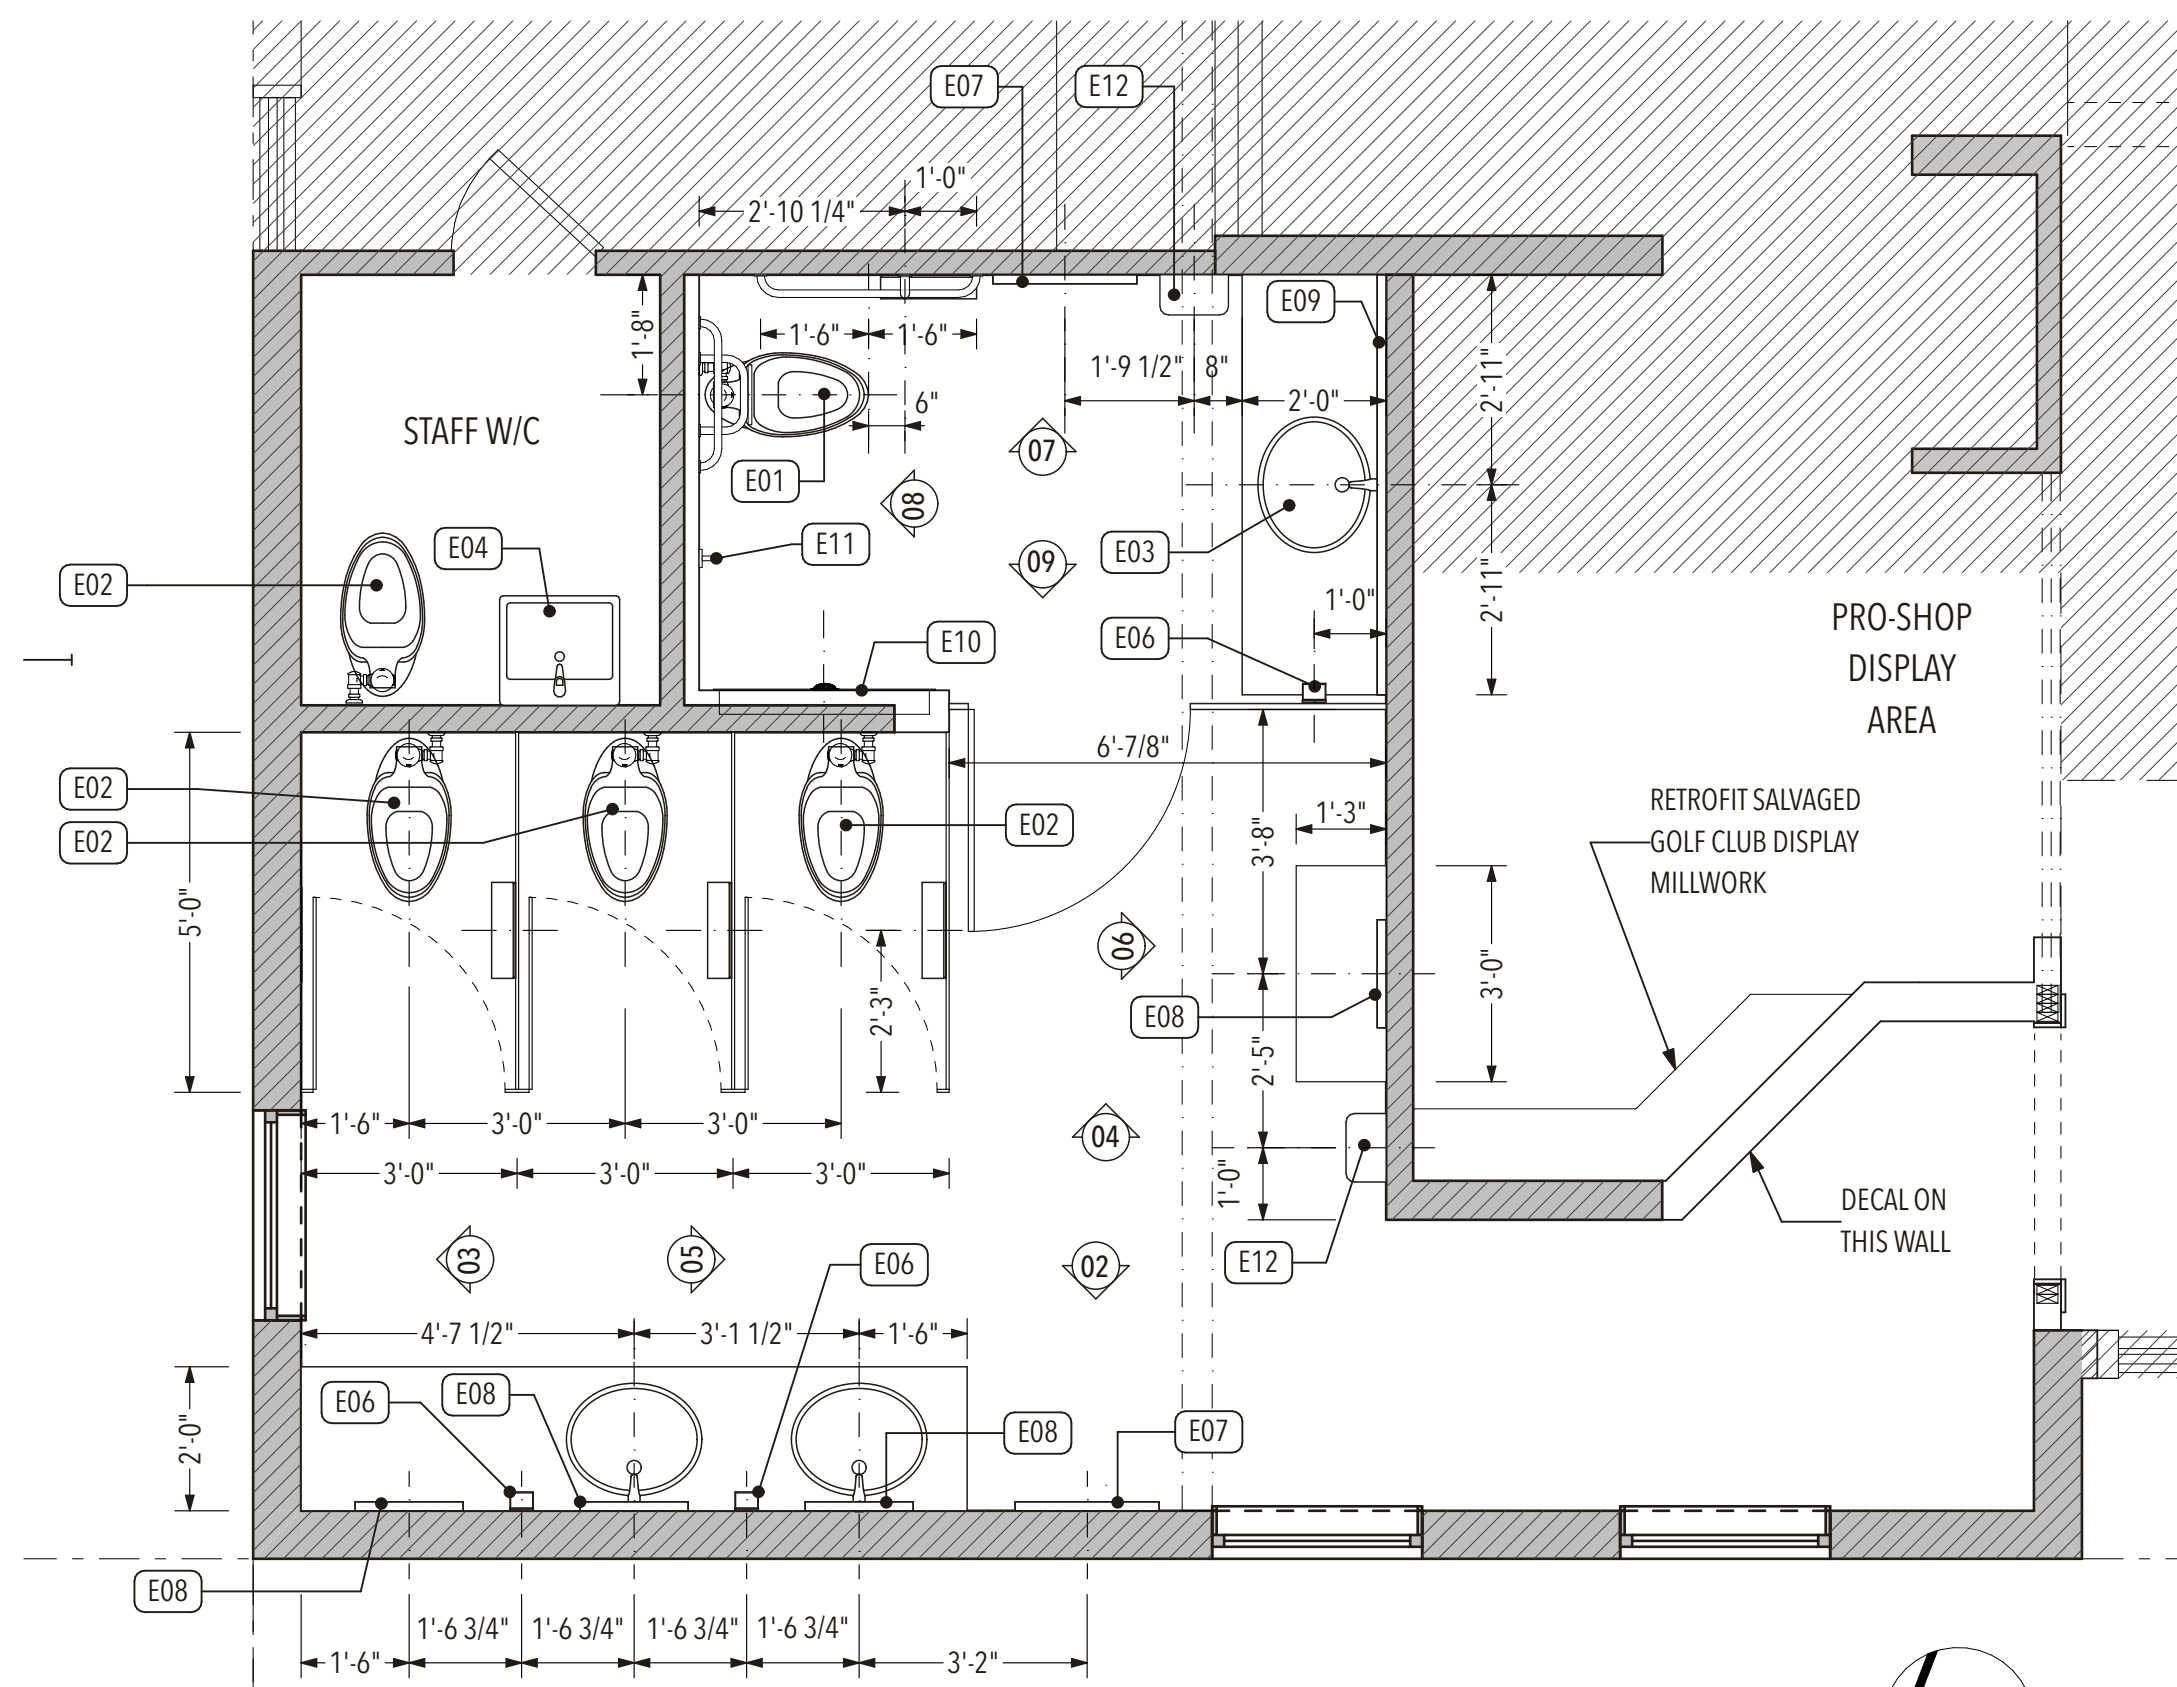 E07
E12
1'-0"
2'-10 1/4"
E09
1'-8"
1'-6"
1'-6"
1'-9 1/2"
8"
2'-11"
6"
2'-0"
STAFF W/C
07
E01
08
E04
E11
09
E03
E02
1'-0"
2'-11"
PRO-SHOP
DISPLAY
AREA
E10
E06
6'-7/8"
E02
E02
E02
1'-3"
3'-8"
RETROFIT SALVAGED
GOLF CLUB DISPLAY
MILLWORK
5'-0"
06
2'-3"
E08
3'-0"
2'-5"
1'-6"
3'-0"
3'-0"
04
3'-0"
3'-0"
3'-0"
1'-0"
DECAL ON
THIS WALL
03
05
E06
02
E12
4'-7 1/2"
3'-1 1/2"
1'-6"
2'-0"
E06
E08
E08
E07
E08
1'-6 3/4"
1'-6 3/4"
1'-6 3/4"
1'-6 3/4"
1'-6"
3'-2"